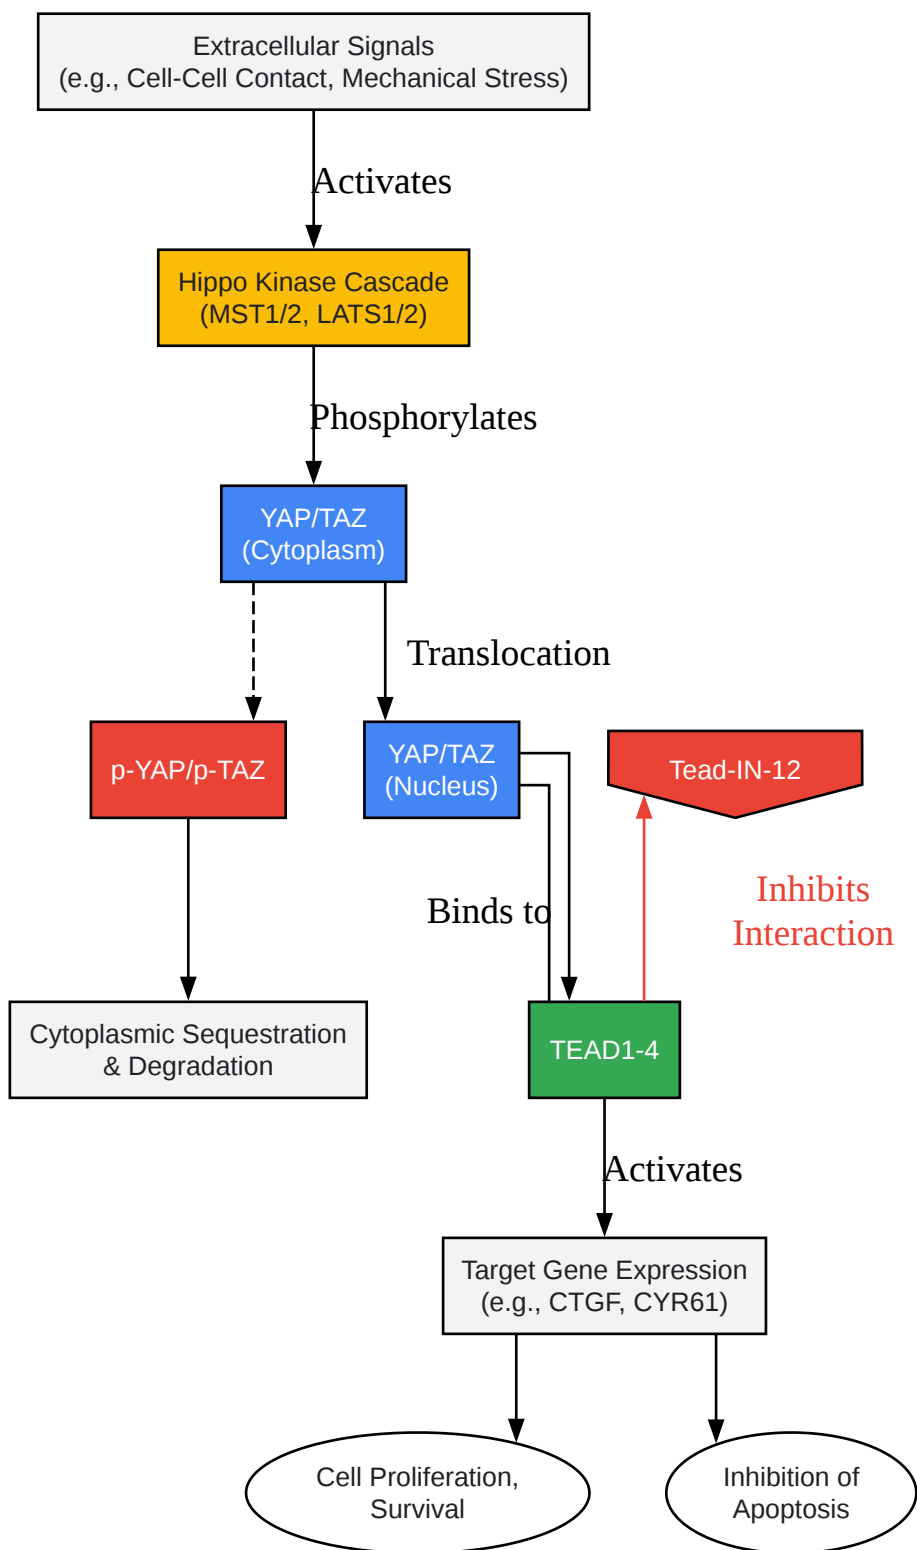 Extracellular Signals
(e.g., Cell-Cell Contact, Mechanical Stress)
Activates
Hippo Kinase Cascade
(MST1/2, LATS1/2)
Phosphorylates
YAP/TAZ
(Cytoplasm)
Translocation
p-YAP/p-TAZ
YAP/TAZ
(Nucleus)
Tead-IN-12
Binds to
Inhibits
Interaction
Cytoplasmic Sequestration
& Degradation
TEAD1-4
Activates
Target Gene Expression
(e.g., CTGF, CYR61)
Cell Proliferation,
Survival
Inhibition of
Apoptosis